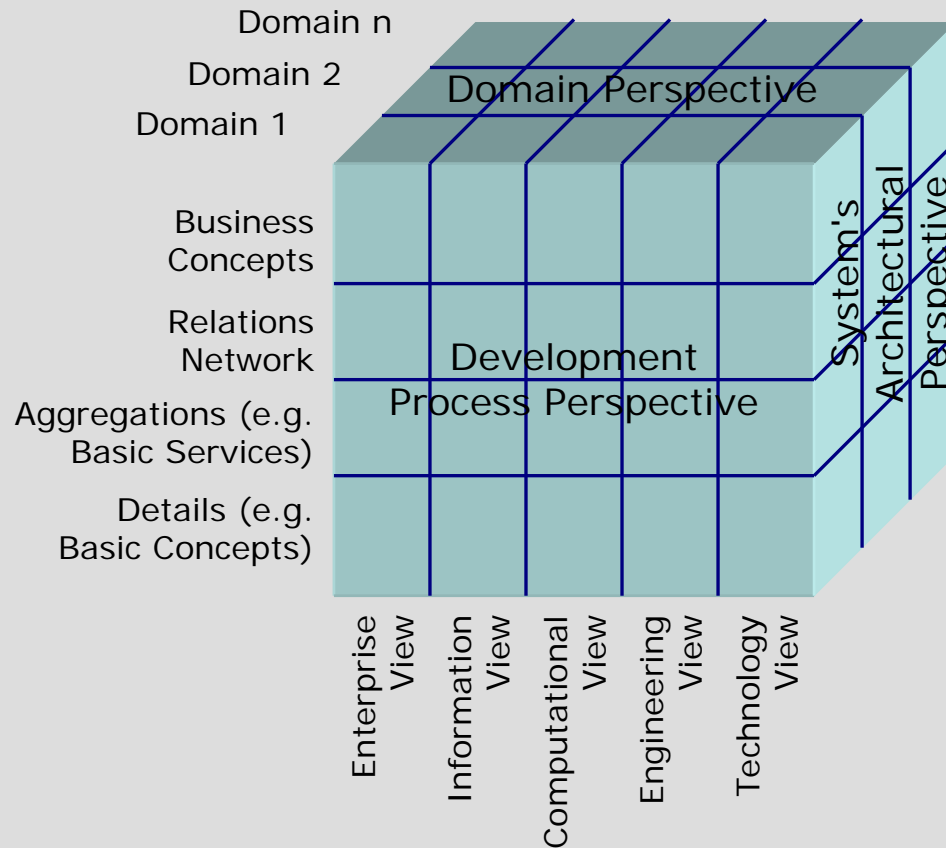 Domain n
Domain 2
Domain 1
Domain Perspective
Business
Concepts
Relations
Network
Aggregations (e.g.
Basic Services)
Details (e.g.
Basic Concepts)
Development
Process Perspective
System's
Architectural
Perspective
Enterprise
View
Information
View
Computational
View
Engineering
View
Technology
View